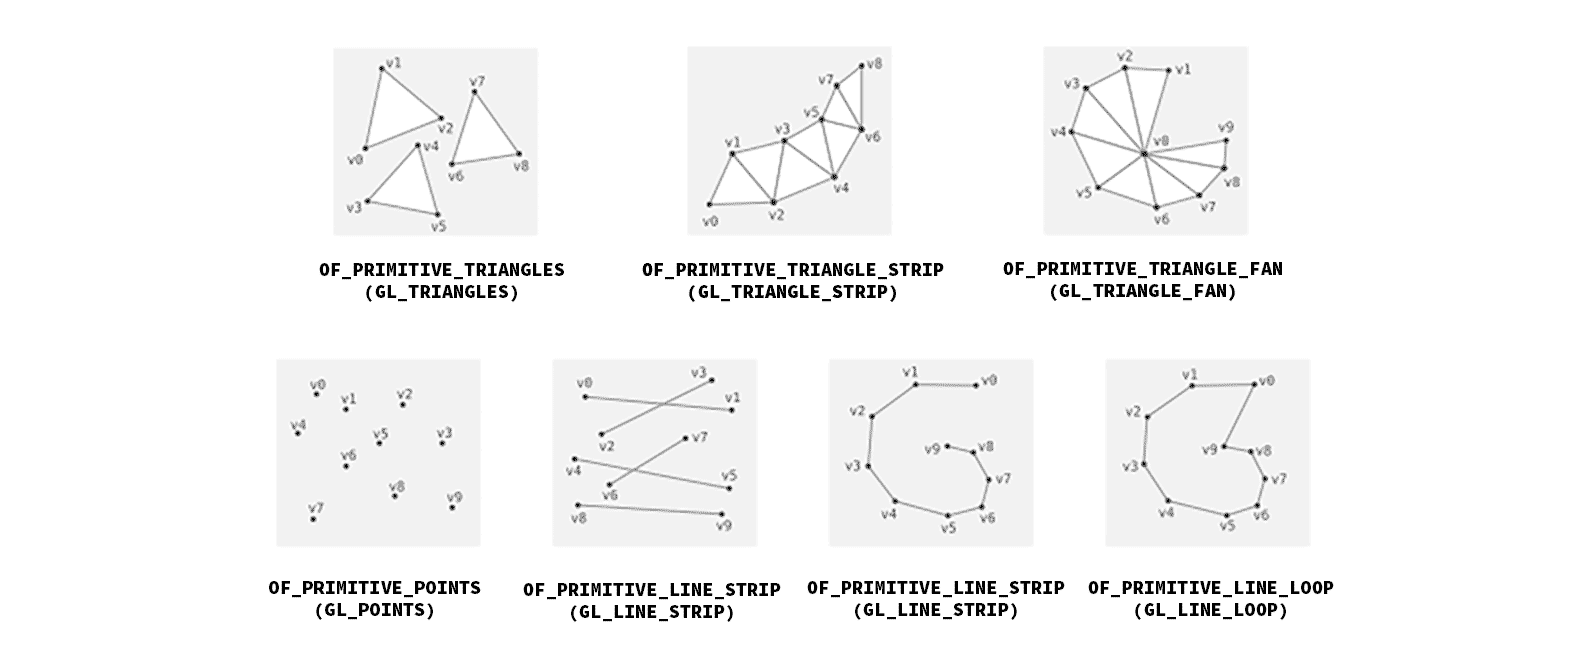 v1
v2
v0
v4
v3
v5
v7
v6
v8
v8
v7
v5
v6
v3
v1
v4
v2
v0
v2
v1
v3
v4
v0
v9
v5
v8
v7
v6
OF_PRIMITIVE_TRIANGLES
(GL_TRIANGLES)
OF_PRIMITIVE_TRIANGLE_STRIP
(GL_TRIANGLE_STRIP)
OF_PRIMITIVE_TRIANGLE_FAN
(GL_TRIANGLE_FAN)
v0
v1
v2
v4
v5
v3
v6
v8
v9
v7
v0
v3
v1
v2
v7
v4
v5
v6
v8
v9
v1
v0
v2
v9
v8
v3
v7
v4
v5
v6
v1
v0
v2
v9
v8
v3
v7
v4
v5
v6
OF_PRIMITIVE_POINTS
(GL_POINTS)
OF_PRIMITIVE_LINE_STRIP
(GL_LINE_STRIP)
OF_PRIMITIVE_LINE_STRIP
(GL_LINE_STRIP)
OF_PRIMITIVE_LINE_LOOP
(GL_LINE_LOOP)